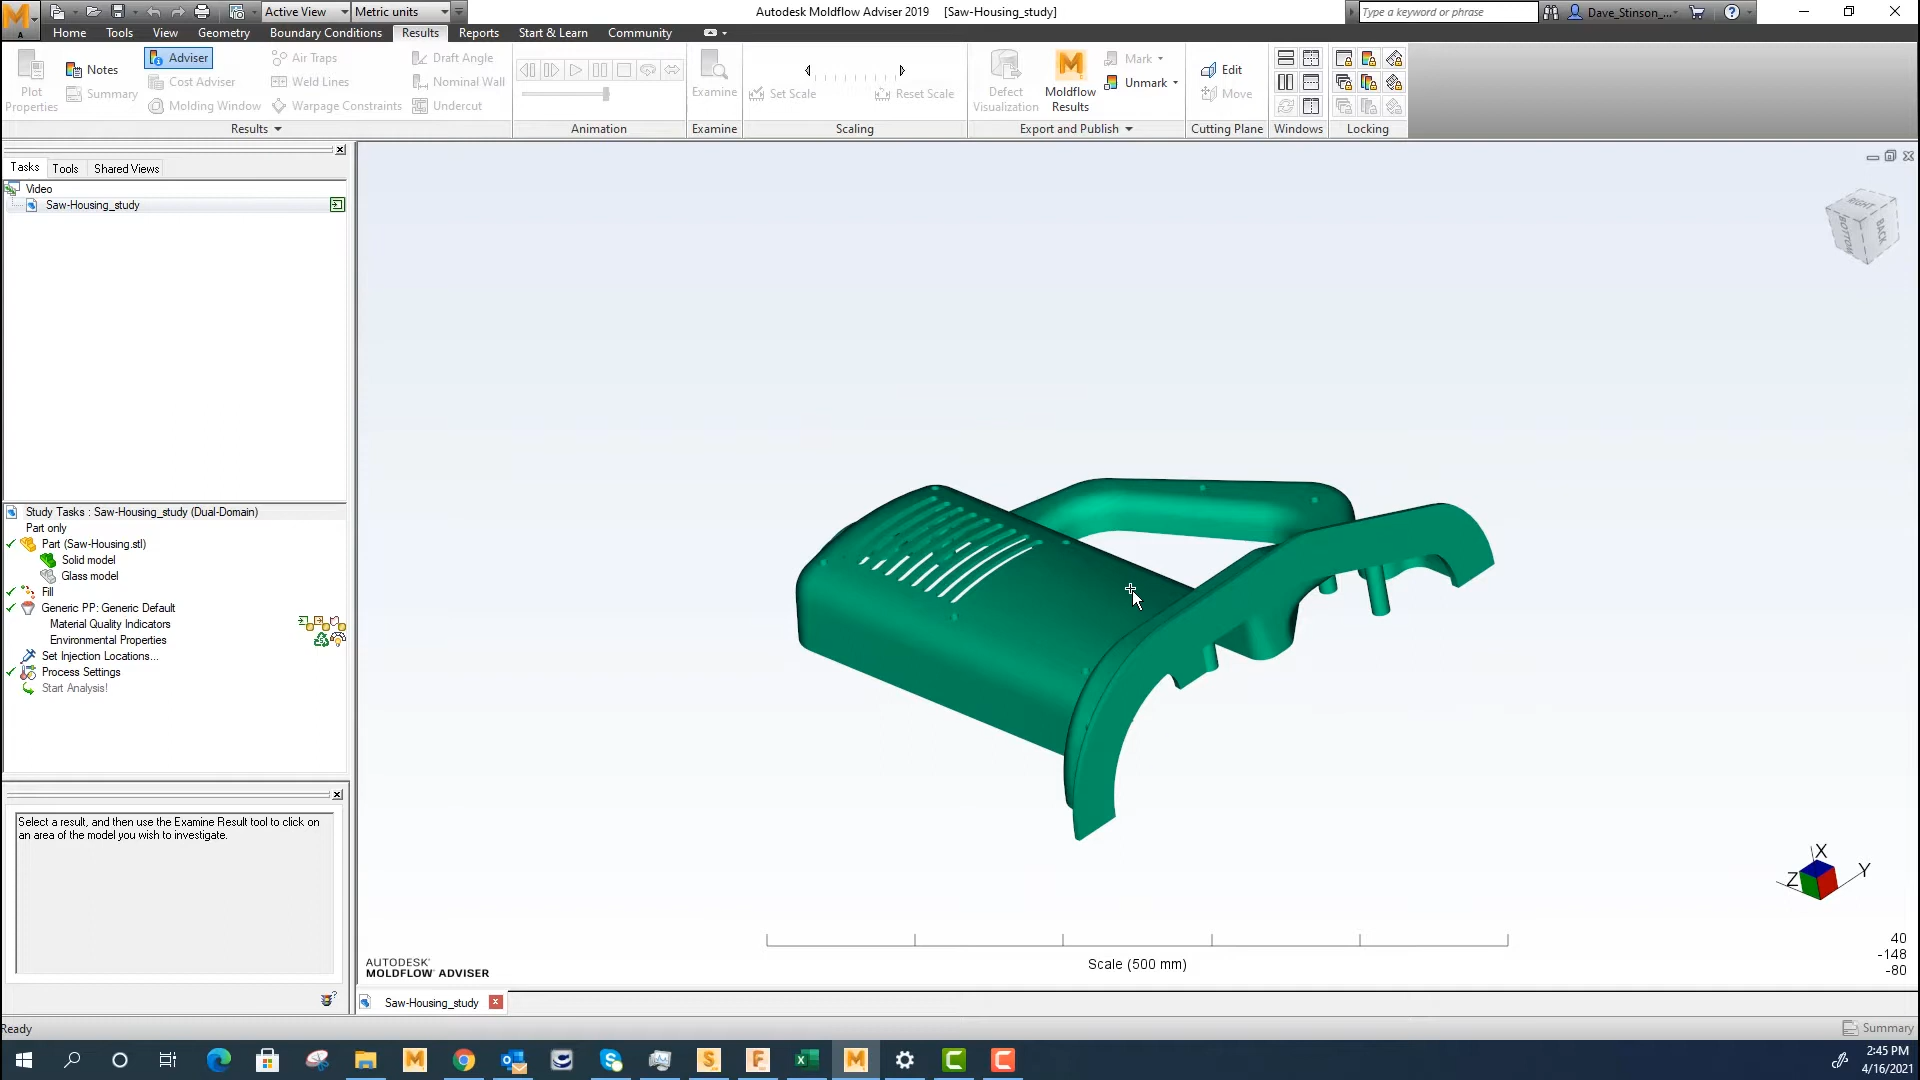 Active View
Metric units
Autodesk Moldflow Adviser 2019 [Saw-Housing_study]
Type a keyword or phrase
Dave_Stinson_...
Home
Tools
View
Geometry
Boundary Conditions
Results
Reports
Start & Learn
Community
Plot
Properties
Notes
Summary
Adviser
Cost Adviser
Molding Window
Air Traps
Weld Lines
Warpage Constraints
Draft Angle
Nominal Wall
Undercut
Examine
Set Scale
Reset Scale
Defect
Visualization
Moldflow
Results
Mark
Unmark
Edit
Move
Results
Animation
Examine
Scaling
Export and Publish
Cutting Plane
Windows
Locking
Tasks
Tools
Shared Views
Video
Saw-Housing_study
Study Tasks : Saw-Housing_study (Dual-Domain)
Part only
Part (Saw-Housing.stl)
Solid model
Glass model
Fill
Generic PP: Generic Default
Material Quality Indicators
Environmental Properties
Set Injection Locations...
Process Settings
Start Analysis!
Select a result, and then use the Examine Result tool to click on
an area of the model you wish to investigate.
RIGHT
BOTTOM
BACK
X
Y
Z
40
-148
-80
Scale (500 mm)
AUTODESK'
MOLDFLOW' ADVISER
Saw-Housing_study
Ready
Summary
2:45 PM
4/16/2021